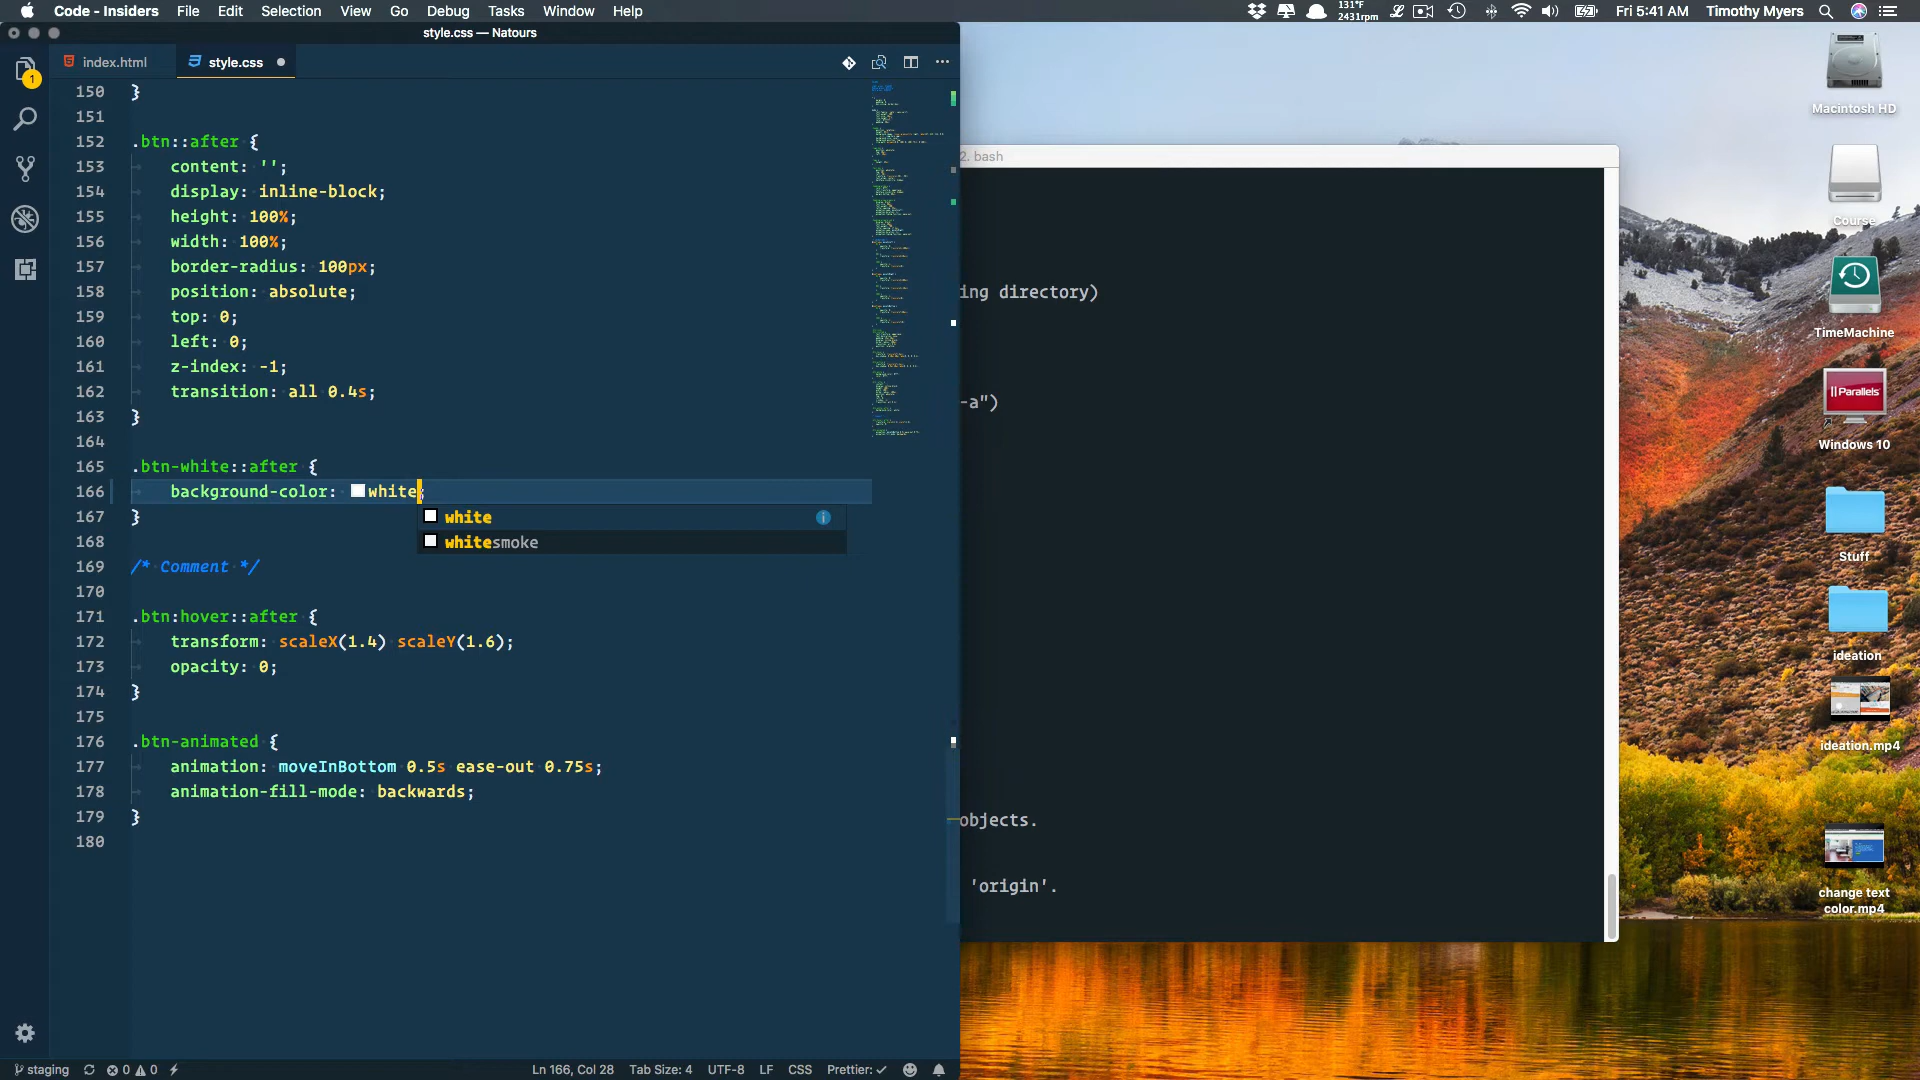 Code - Insiders File Edit Selection View Go Debug Tasks Window Help
131°F
2431rpm
Fri 5:41 AM Timothy Myers
style.css — Natours
index.html
style.css
1
150 }
151
152 .btn::after {
153 content: '';
154 display: inline-block;
155 height: 100%;
156 width: 100%;
157 border-radius: 100px;
158 position: absolute;
159 top: 0;
160 left: 0;
161 z-index: -1;
162 transition: all 0.4s;
163 }
164
165 .btn-white::after {
166 background-color: white;
white
whitesmoke
167 }
168
169 /* Comment */
170
171 .btn:hover::after {
172 transform: scaleX(1.4) scaleY(1.6);
173 opacity: 0;
174 }
175
176 .btn-animated {
177 animation: moveInBottom 0.5s ease-out 0.75s;
178 animation-fill-mode: backwards;
179 }
180
staging 0 0 Ln 166, Col 28 Tab Size: 4 UTF-8 LF CSS Prettier: ✓
2. bash
ing directory)
-a")
objects.
'origin'.
Macintosh HD
Course
TimeMachine
|| Parallels
Windows 10
Stuff
ideation
ideation.mp4
change text
color.mp4